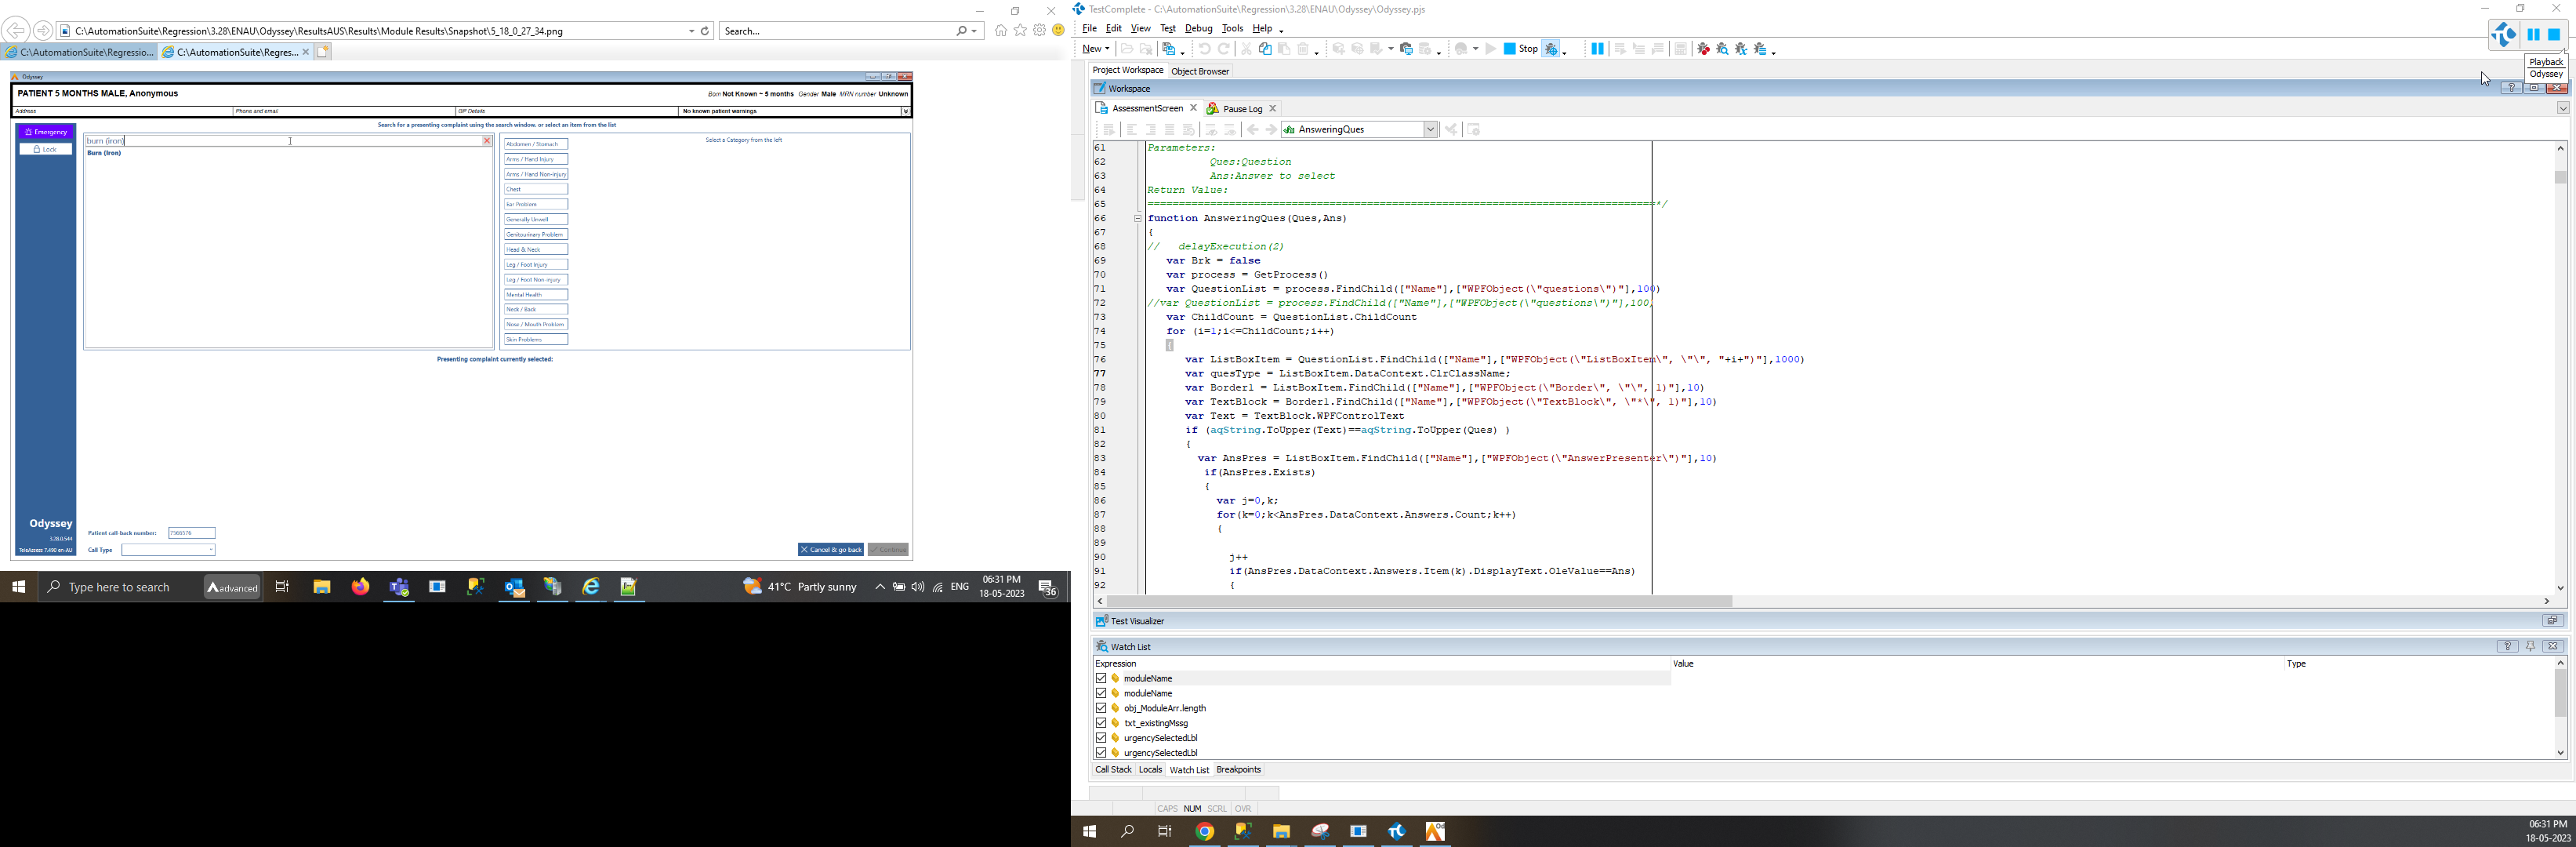 C:\AutomationSuite\Regression\3.28\ENAU\Odyssey\ResultsAUS\Results\Module Results\Snapshot\5_18_0_27_34.png
Search...
C:\AutomationSuite\Regressio...
C:\AutomationSuite\Regres...
Odyssey
PATIENT 5 MONTHS MALE, Anonymous
Born Not Known ~ 5 months Gender Male MRN number Unknown
Address
Phone and email
GP Details
No known patient warnings
Search for a presenting complaint using the search window, or select an item from the list
Emergency
Lock
burn (iron)
Burn (Iron)
Select a Category from the left
Abdomen / Stomach
Arms / Hand Injury
Arms / Hand Non-injury
Chest
Ear Problem
Generally Unwell
Genitourinary Problem
Head & Neck
Leg / Foot Injury
Leg / Foot Non-injury
Mental Health
Neck / Back
Nose / Mouth Problem
Skin Problems
Presenting complaint currently selected:
Odyssey
3.28.0.544
TeleAssess 7.490 en-AU
Patient call back number:
7566576
Call Type
Cancel & go back
Continue
Type here to search
advanced
41°C Partly sunny
ENG
06:31 PM
18-05-2023
36
TestComplete - C:\AutomationSuite\Regression\3.28\ENAU\Odyssey\Odyssey.pjs
File Edit View Test Debug Tools Help
New
Stop
Playback
Odyssey
Project Workspace
Object Browser
Workspace
AssessmentScreen
Pause Log
AnsweringQues
61 Parameters:
62 Ques:Question
63 Ans:Answer to select
64 Return Value:
65 ================================================================================*/
66 function AnsweringQues(Ques,Ans)
67 {
68 // delayExecution(2)
69 var Brk = false
70 var process = GetProcess()
71 var QuestionList = process.FindChild(["Name"],["WPFObject(\"questions\")"],100)
72 //var QuestionList = process.FindChild(["Name"],["WPFObject(\"questions\")"],100)
73 var ChildCount = QuestionList.ChildCount
74 for (i=1;i<=ChildCount;i++)
75 {
76 var ListBoxItem = QuestionList.FindChild(["Name"],["WPFObject(\"ListBoxItem\", \"\", "+i+")"],1000)
77 var quesType = ListBoxItem.DataContext.ClrClassName;
78 var Border1 = ListBoxItem.FindChild(["Name"],["WPFObject(\"Border\", \"\", 1)"],10)
79 var TextBlock = Border1.FindChild(["Name"],["WPFObject(\"TextBlock\", \"*\", 1)"],10)
80 var Text = TextBlock.WPFControlText
81 if (aqString.ToUpper(Text)==aqString.ToUpper(Ques) )
82 {
83 var AnsPres = ListBoxItem.FindChild(["Name"],["WPFObject(\"AnswerPresenter\")"],10)
84 if(AnsPres.Exists)
85 {
86 var j=0,k;
87 for(k=0;k<AnsPres.DataContext.Answers.Count;k++)
88 {
89
90 j++
91 if(AnsPres.DataContext.Answers.Item(k).DisplayText.OleValue==Ans)
92 {
Test Visualizer
Watch List
Expression
Value
Type
moduleName
moduleName
obj_ModuleArr.length
txt_existingMssg
urgencySelectedLbl
urgencySelectedLbl
Call Stack
Locals
Watch List
Breakpoints
CAPS NUM SCRL OVR
06:31 PM
18-05-2023